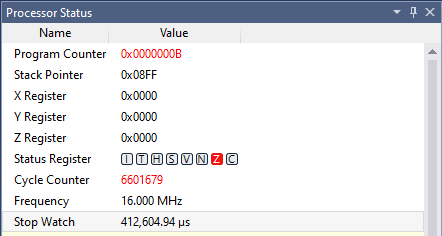 Processor Status
Name Value
Program Counter 0x0000000B
Stack Pointer 0x08FF
X Register 0x0000
Y Register 0x0000
Z Register 0x0000
Status Register I T H S V N Z C
Cycle Counter 6601679
Frequency 16.000 MHz
Stop Watch 412,604.94 µs